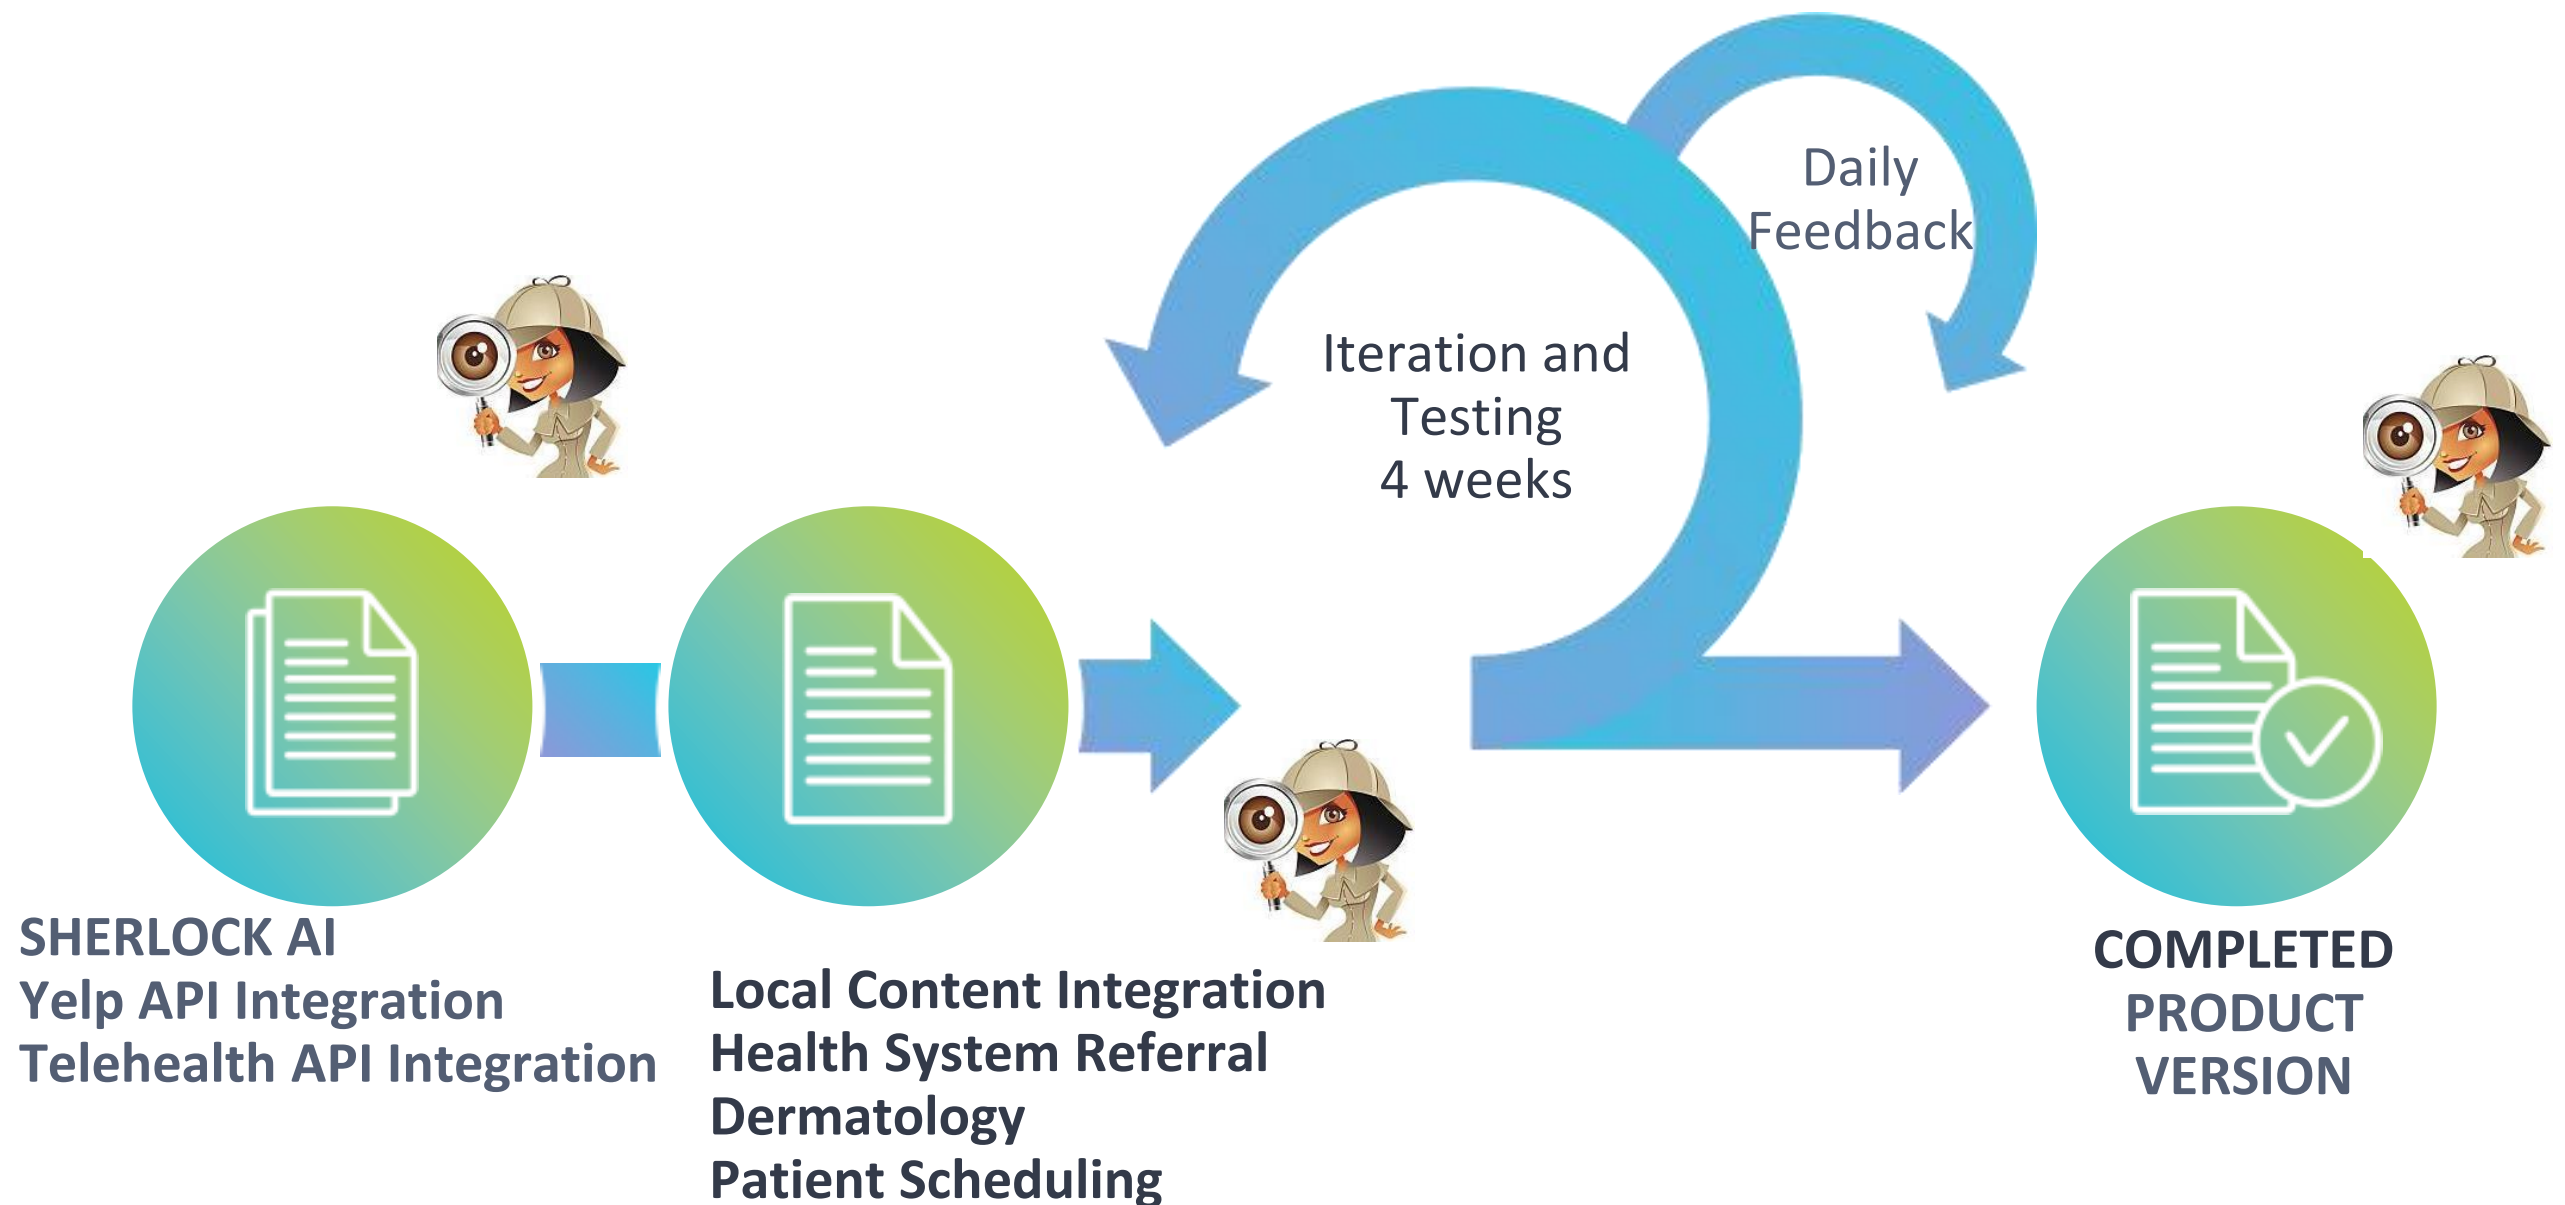 Daily
Feedback
Iteration and
Testing
4 weeks
SHERLOCK AI
Yelp API Integration
Telehealth API Integration
Local Content Integration
Health System Referral
Dermatology
Patient Scheduling
COMPLETED
PRODUCT
VERSION